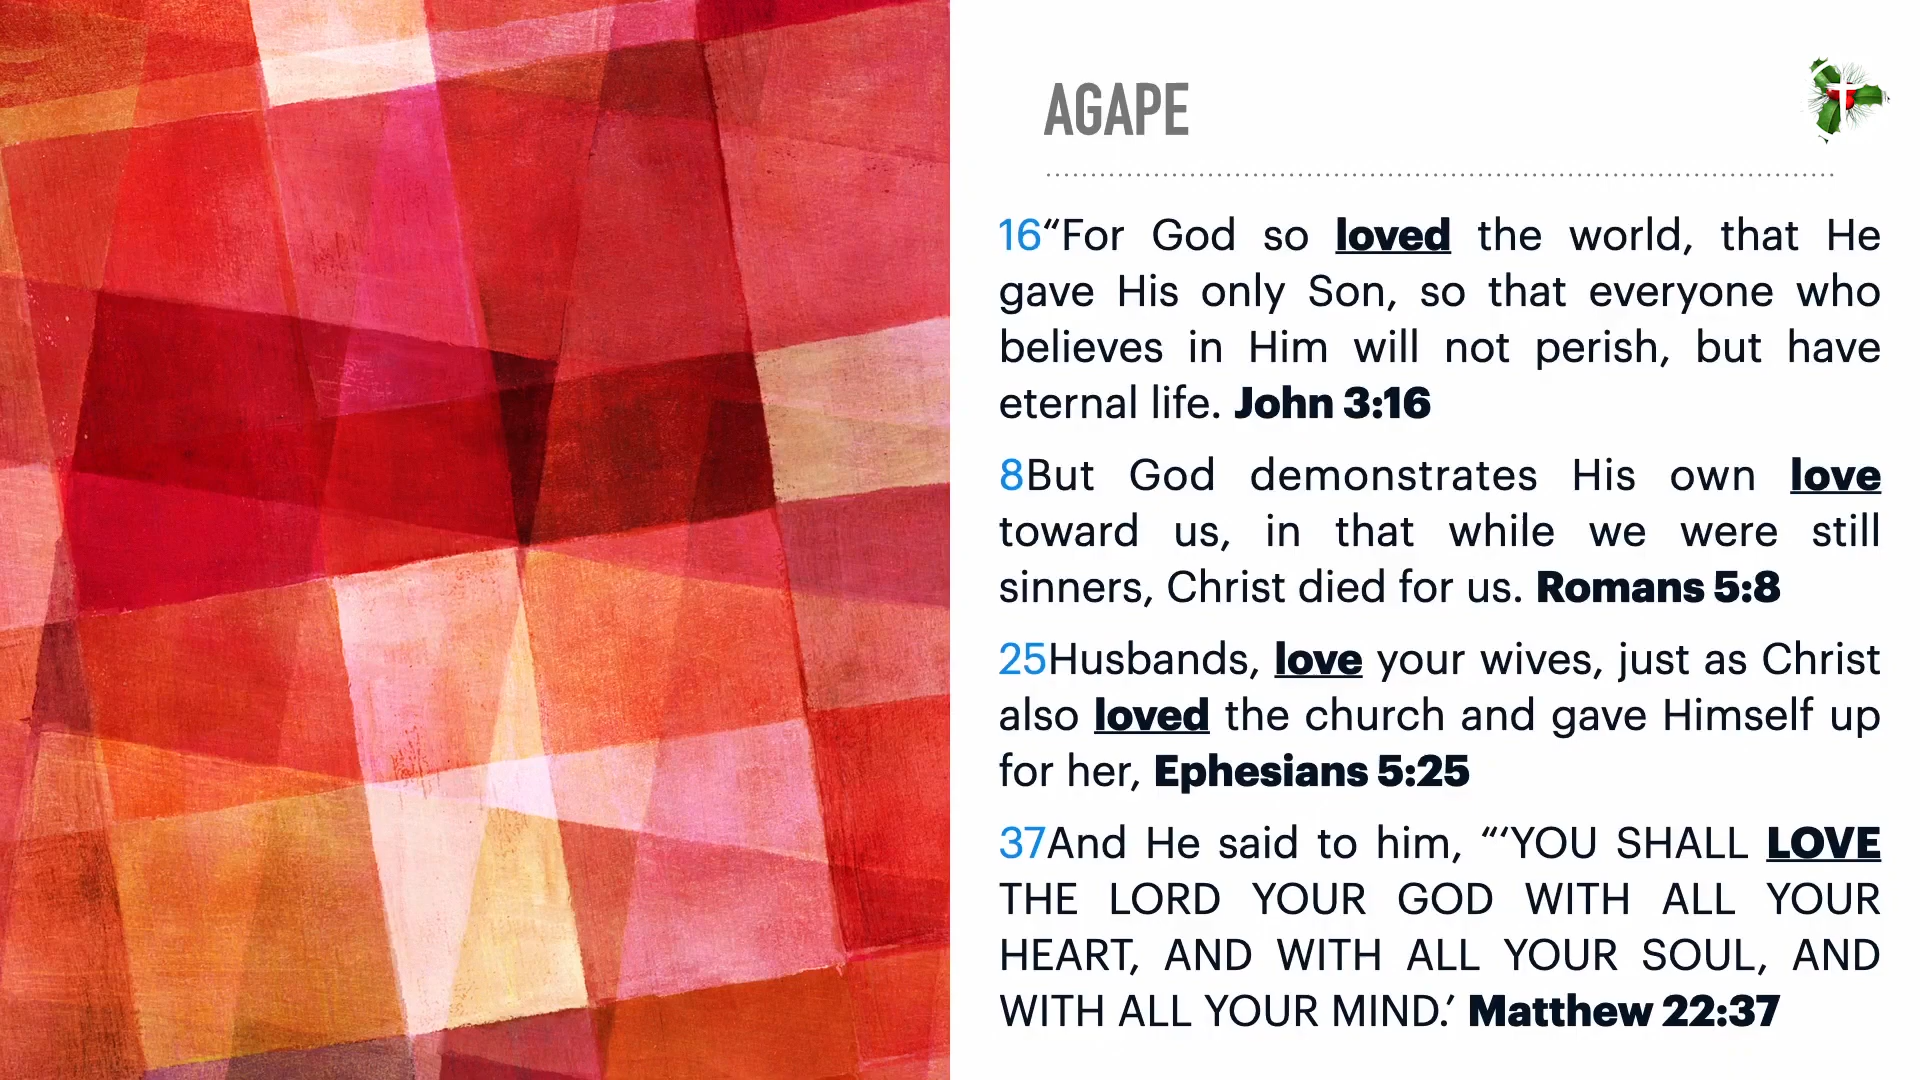 AGAPE
16“For God so loved the world, that He
gave His only Son, so that everyone who
believes in Him will not perish, but have
eternal life. John 3:16
8But God demonstrates His own love
toward us, in that while we were still
sinners, Christ died for us. Romans 5:8
25Husbands, love your wives, just as Christ
also loved the church and gave Himself up
for her, Ephesians 5:25
37And He said to him, “‘YOU SHALL LOVE
THE LORD YOUR GOD WITH ALL YOUR
HEART, AND WITH ALL YOUR SOUL, AND
WITH ALL YOUR MIND.’ Matthew 22:37